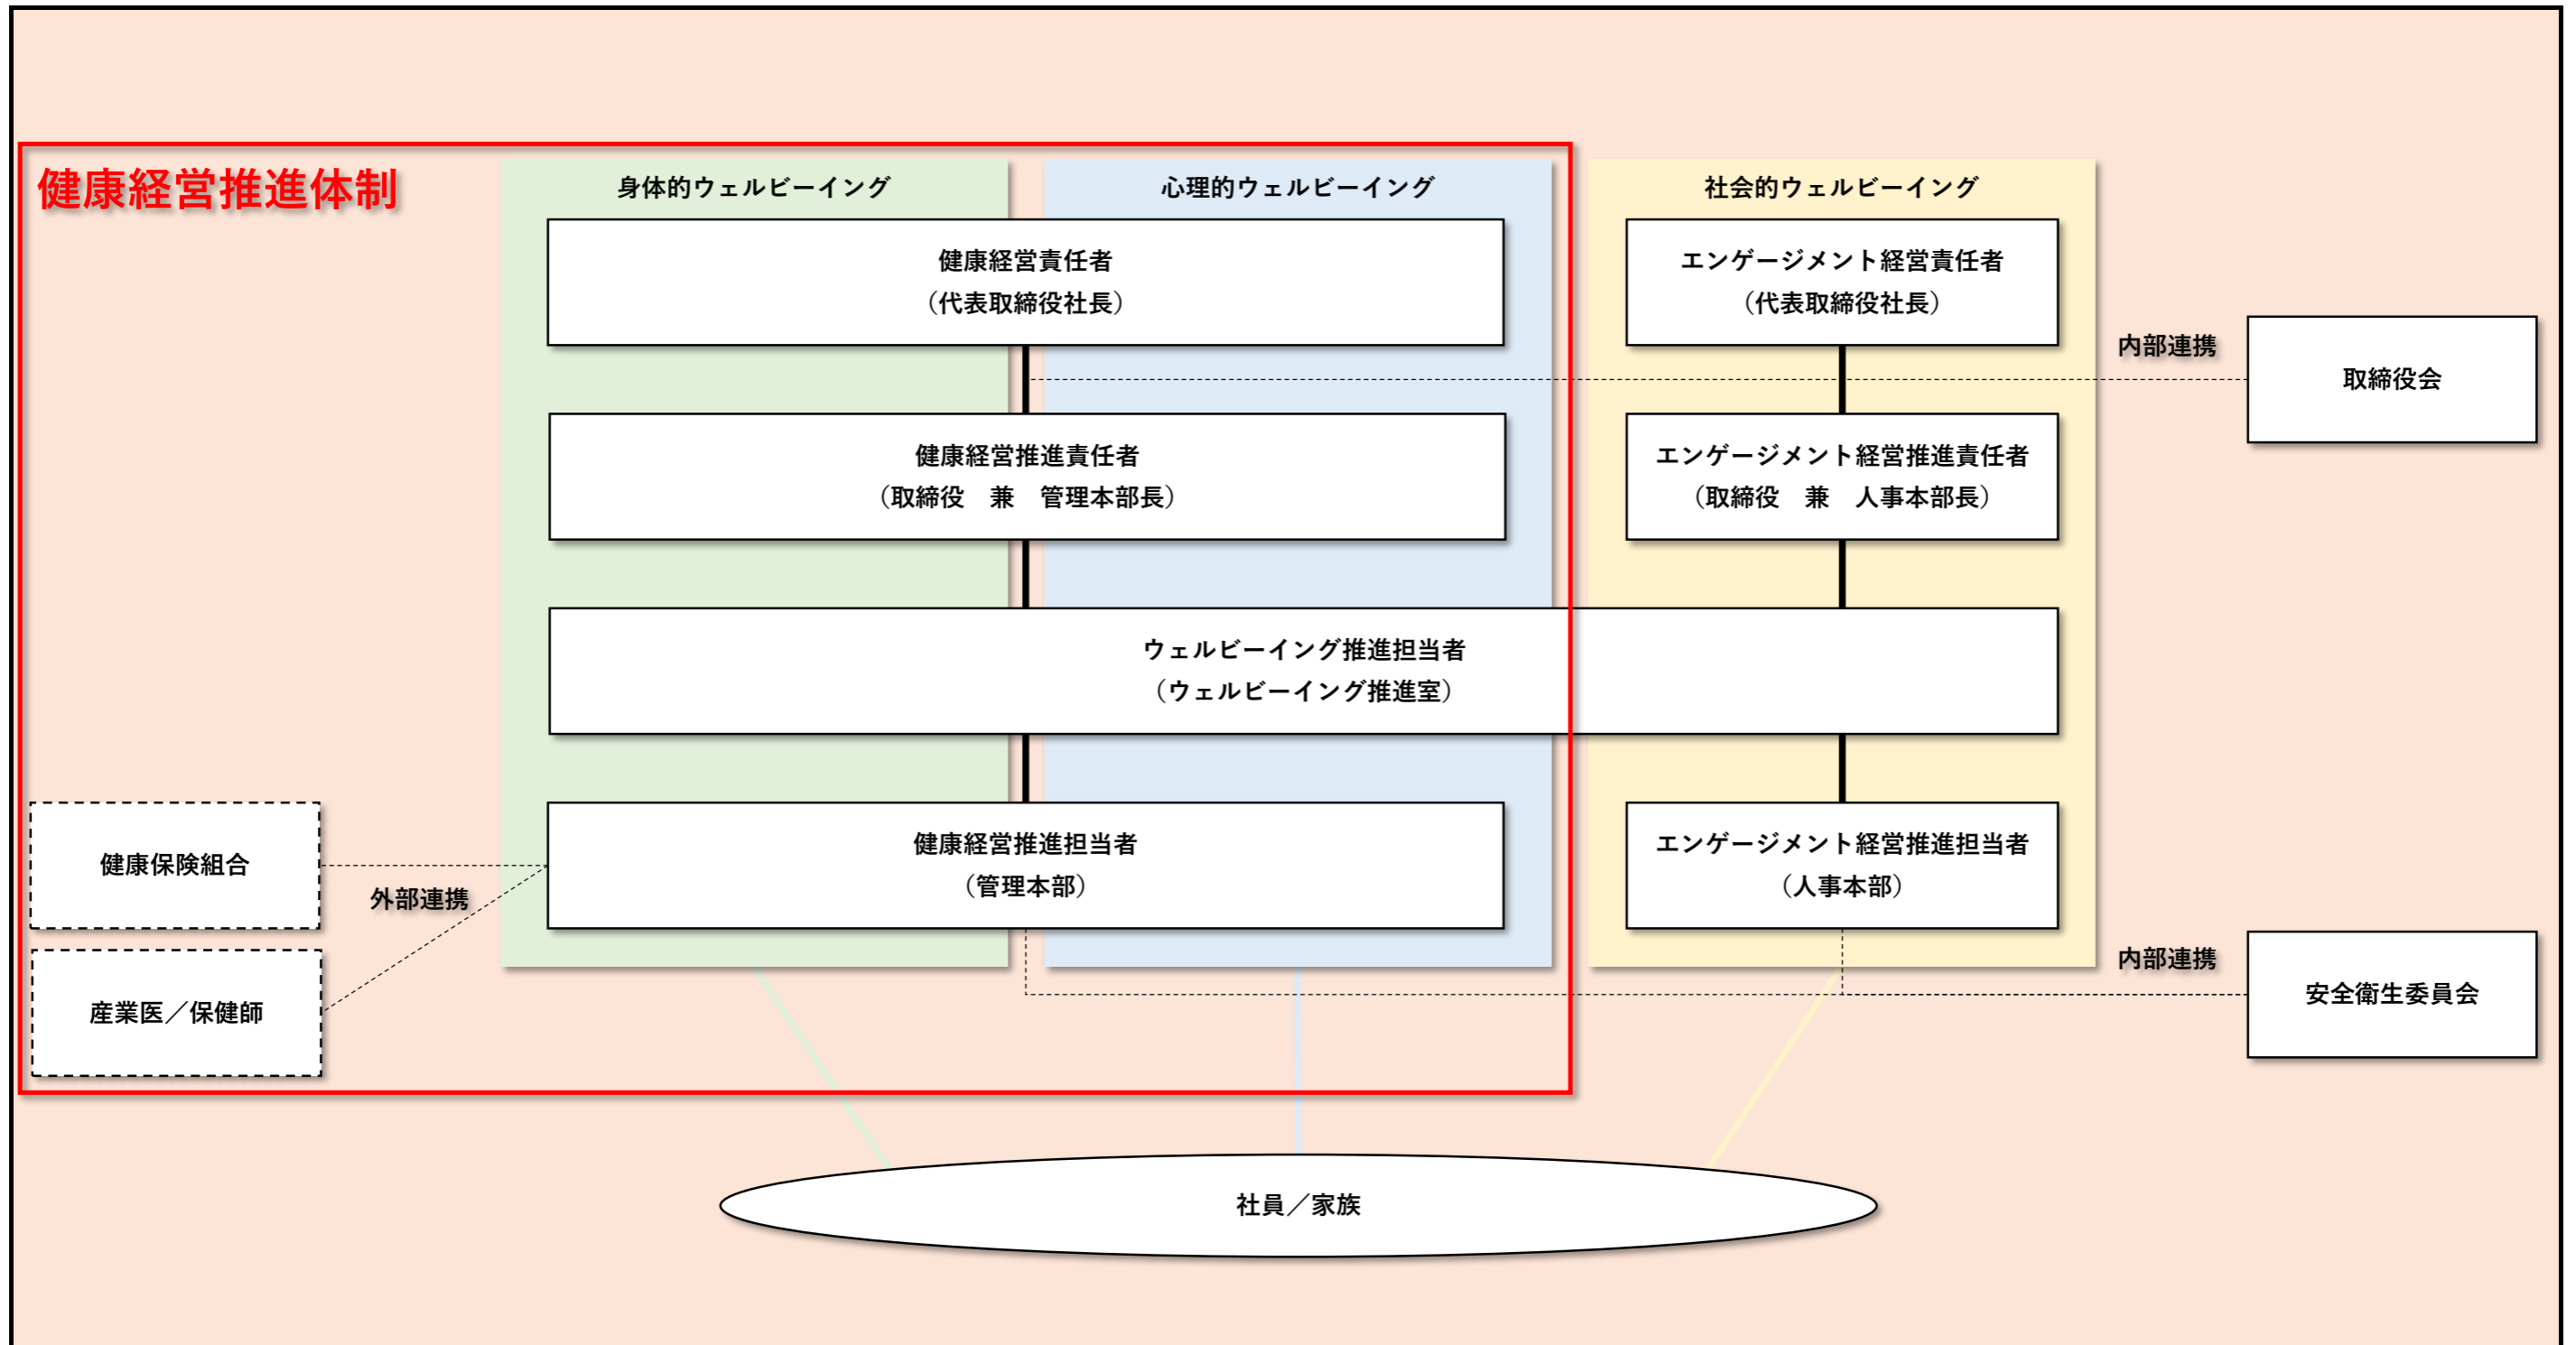 健康経営推進体制
身体的ウェルビーイング
心理的ウェルビーイング
社会的ウェルビーイング
健康経営責任者
（代表取締役社長）
エンゲージメント経営責任者
（代表取締役社長）
内部連携
取締役会
健康経営推進責任者
（取締役　兼　管理本部長）
エンゲージメント経営推進責任者
（取締役　兼　人事本部長）
ウェルビーイング推進担当者
（ウェルビーイング推進室）
健康経営推進担当者
（管理本部）
エンゲージメント経営推進担当者
（人事本部）
健康保険組合
外部連携
産業医／保健師
内部連携
安全衛生委員会
社員／家族